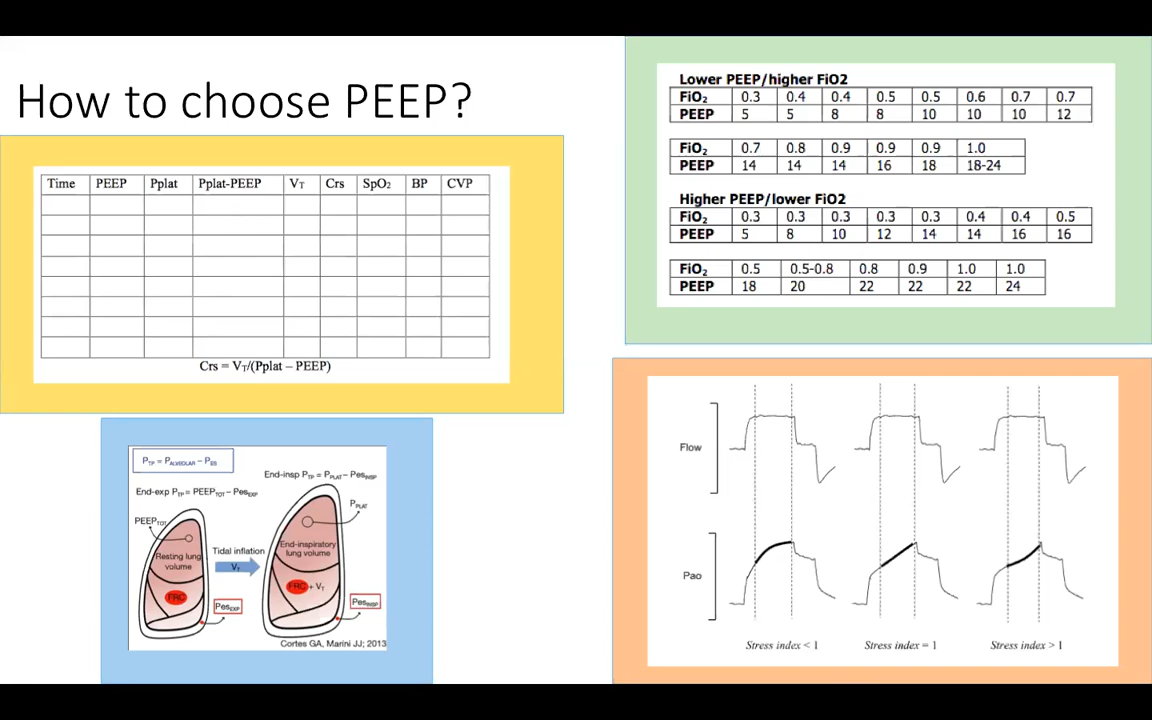 How to choose PEEP?
Time PEEP Pplat Pplat-PEEP VT Crs SpO2 BP CVP
Crs = VT/(Pplat – PEEP)
Lower PEEP/higher FiO2
FiO2 0.3 0.4 0.4 0.5 0.5 0.6 0.7 0.7
PEEP 5 5 8 8 10 10 10 12
FiO2 0.7 0.8 0.9 0.9 0.9 1.0
PEEP 14 14 14 16 18 18-24
Higher PEEP/lower FiO2
FiO2 0.3 0.3 0.3 0.3 0.3 0.4 0.4 0.5
PEEP 5 8 10 12 14 14 16 16
FiO2 0.5 0.5-0.8 0.8 0.9 1.0 1.0
PEEP 18 20 22 22 22 24
PTP = PALVEOLAR – PES
End-insp PTP = PPLAT – PesINSP
End-exp PTP = PEEPTOT – PesEXP
PPLAT
PEEPTOT
Resting lung
volume
Tidal inflation
VT
End-inspiratory
lung volume
FRC
FRC + VT
PesEXP
PesINSP
Cortes GA, Marini JJ; 2013
Flow
Pao
Stress index < 1
Stress index = 1
Stress index > 1